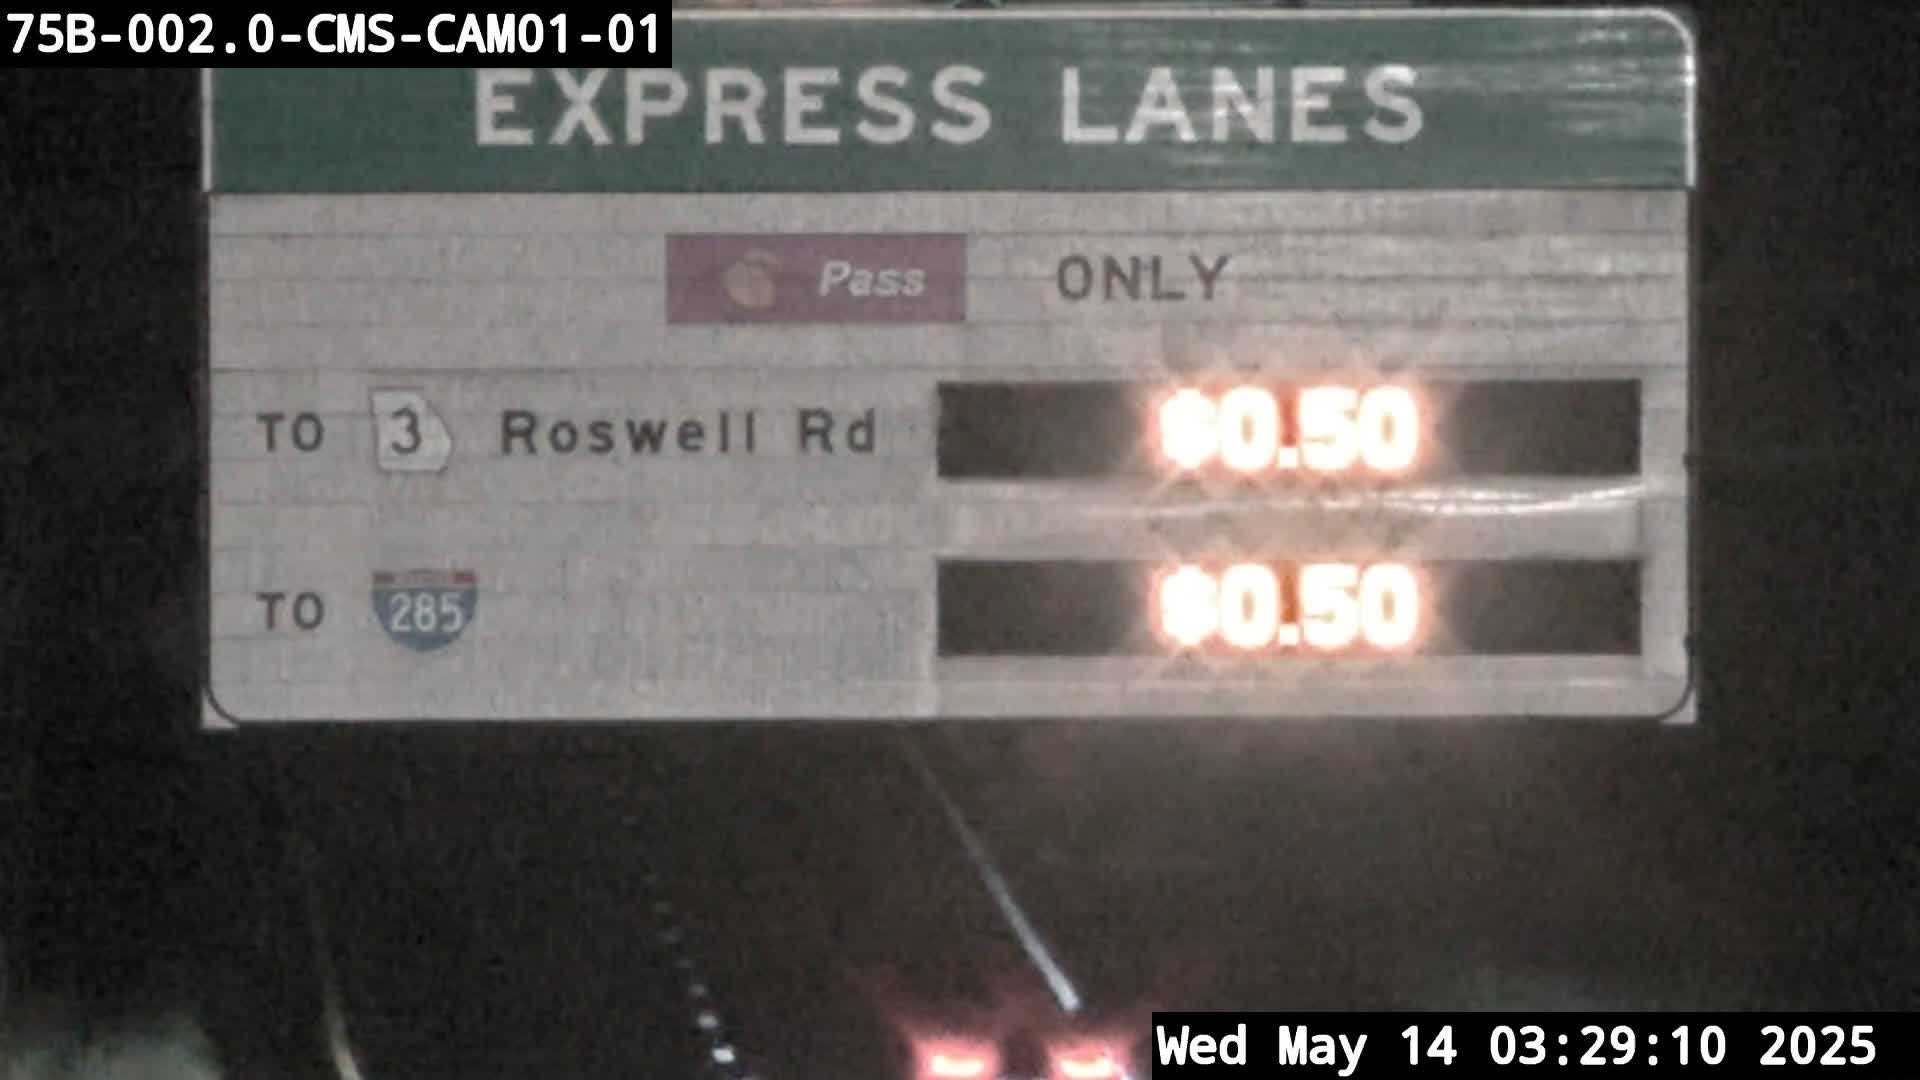 75B-002.0-CMS-CAM01-01
EXPRESS LANES
Pass ONLY
TO 3 Roswell Rd $0.50
TO 285 $0.50
Wed May 14 03:29:10 2025